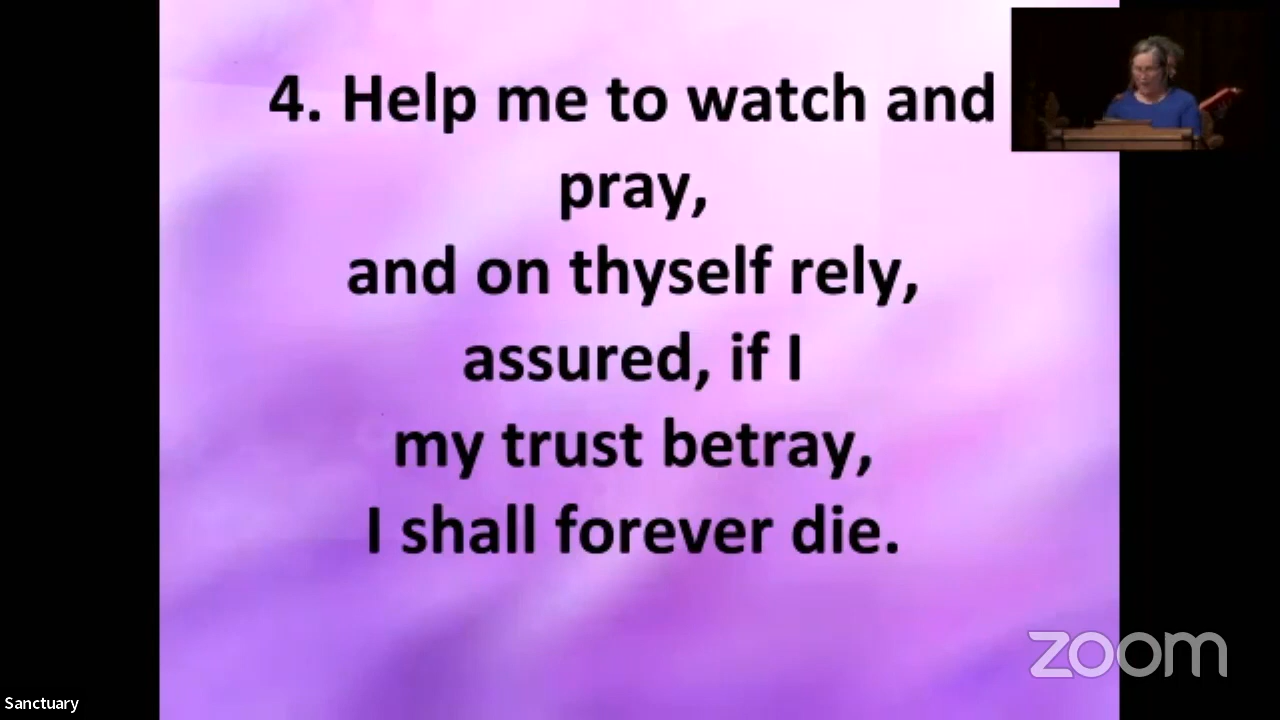 4. Help me to watch and
pray,
and on thyself rely,
assured, if I
my trust betray,
I shall forever die.
zoom
Sanctuary